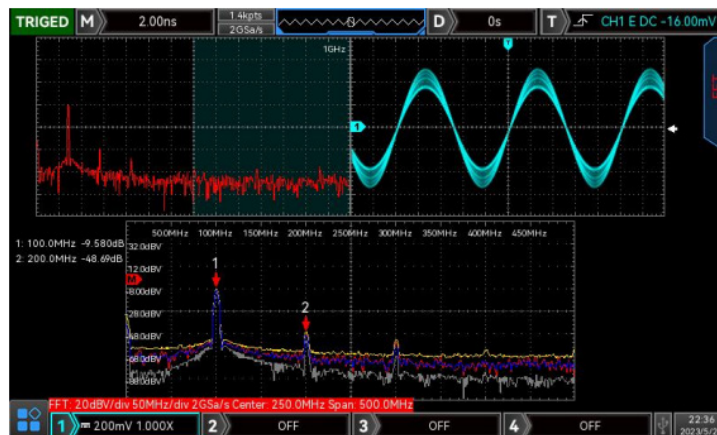 TRIGED M 2.00ns 1.4kpts D 0s T CH1 E DC -16.00mV
2GSa/s
1GHz
T
1
500MHz 100MHz 150MHz 200MHz 250MHz 300MHz 350MHz 400MHz 450MHz
1: 100.0MHz -9.580dB
2: 200.0MHz -48.69dB
32.0dBV
12.0dBV
1
M
-8.00dBV
2
-28.0dBV
-48.0dBV
-68.0dBV
-88.0dBV
FFT: 20dBV/div 50MHz/div 2GSa/s Center: 250.0MHz Span: 500.0MHz
1 200mV 1.000X 2 OFF 3 OFF 4 OFF
22:36